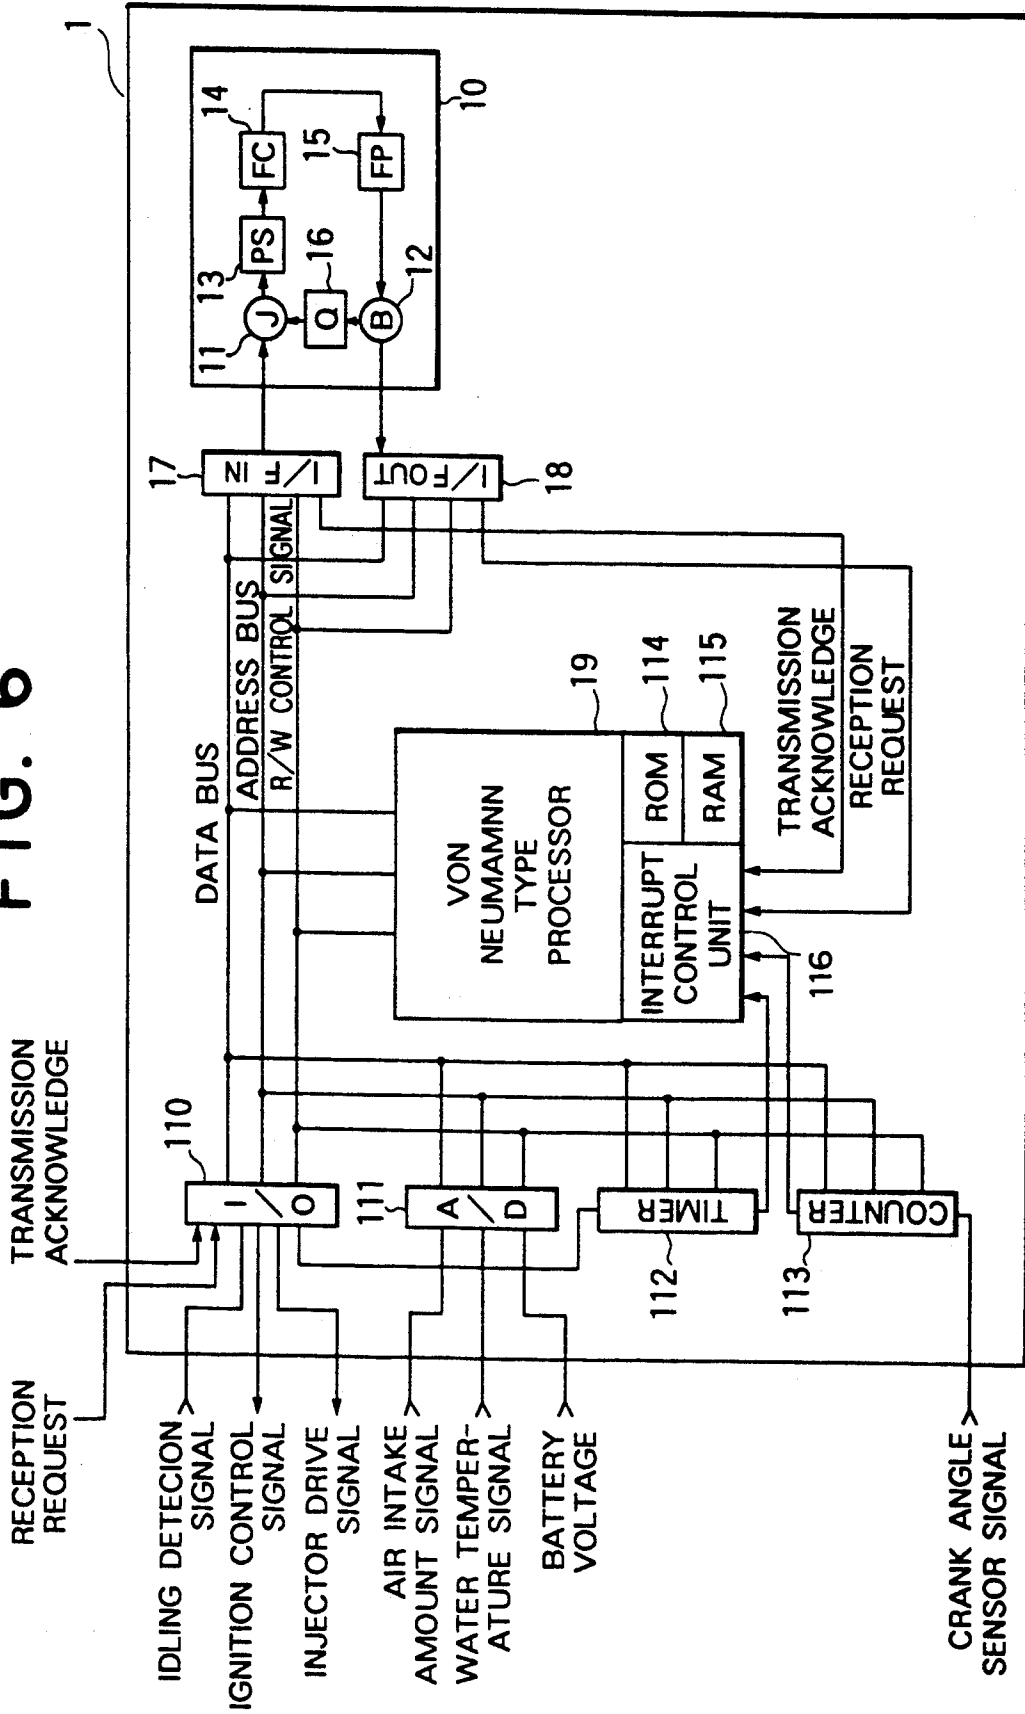 FIG. 6
1
TRANSMISSION
ACKNOWLEDGE
RECEPTION
REQUEST
IDLING DETECION
SIGNAL
IGNITION CONTROL
SIGNAL
INJECTOR DRIVE
SIGNAL
AIR INTAKE
AMOUNT SIGNAL
WATER TEMPER-
ATURE SIGNAL
BATTERY
VOLTAGE
CRANK ANGLE
SENSOR SIGNAL
110
I/O
111
A/D
TIMER
112
COUNTER
113
DATA BUS
ADDRESS BUS
R/W CONTROL SIGNAL
VON
NEUMAMNN
TYPE
PROCESSOR
19
INTERRUPT
CONTROL
UNIT
116
ROM
114
RAM
115
TRANSMISSION
ACKNOWLEDGE
RECEPTION
REQUEST
17
I/F IN
I/F OUT
18
10
11
J
13
PS
14
FC
15
FP
16
Q
12
B